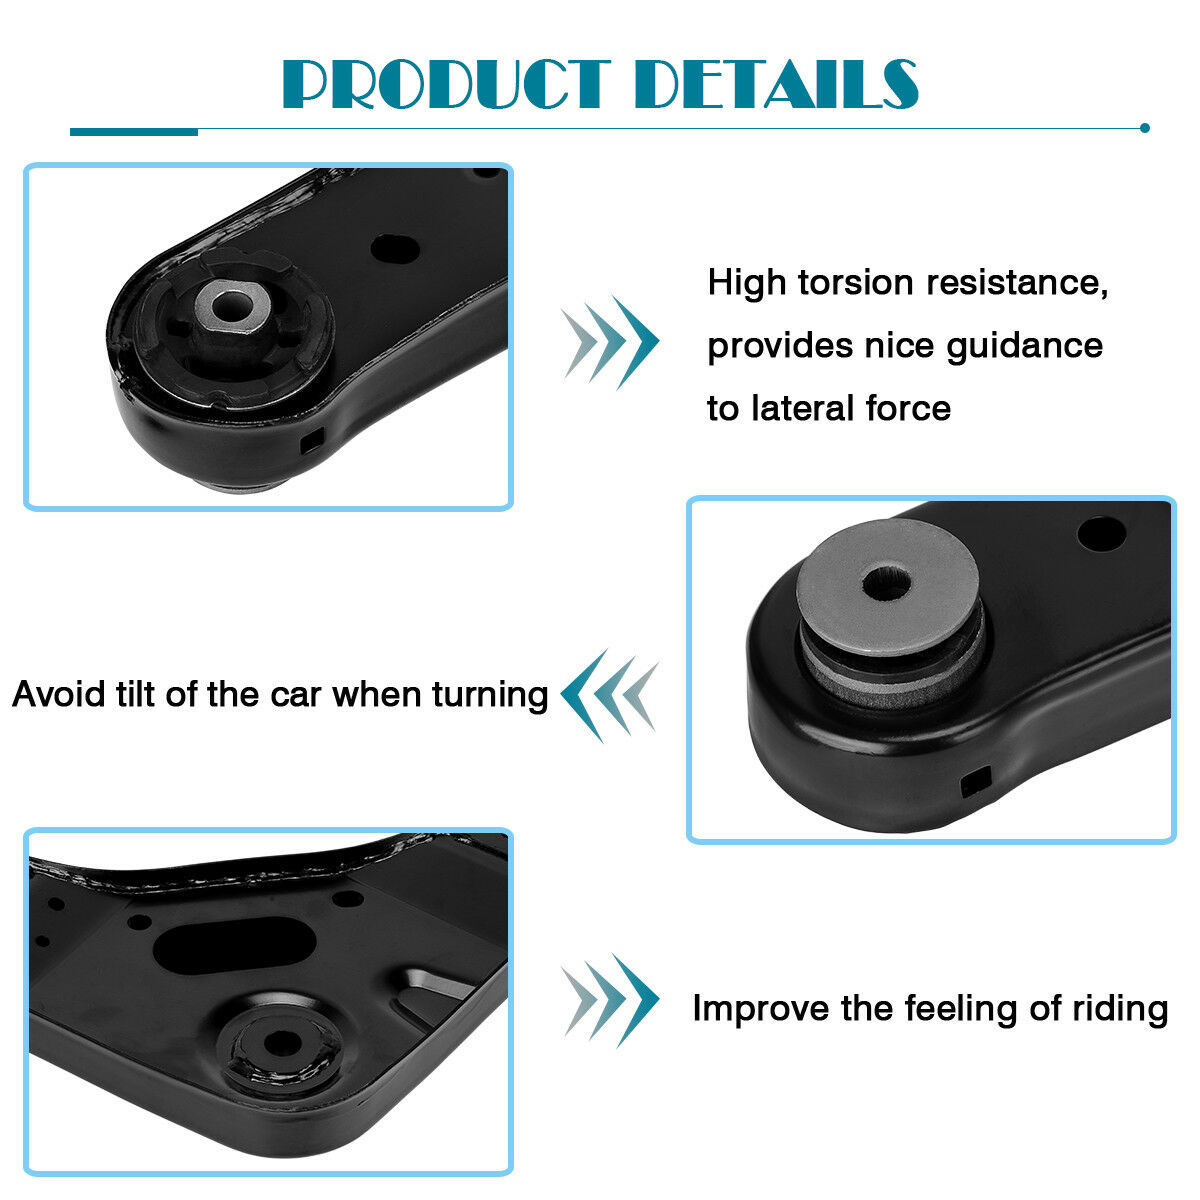 PRODUCT DETAILS
High torsion resistance,
provides nice guidance
to lateral force
Avoid tilt of the car when turning
Improve the feeling of riding